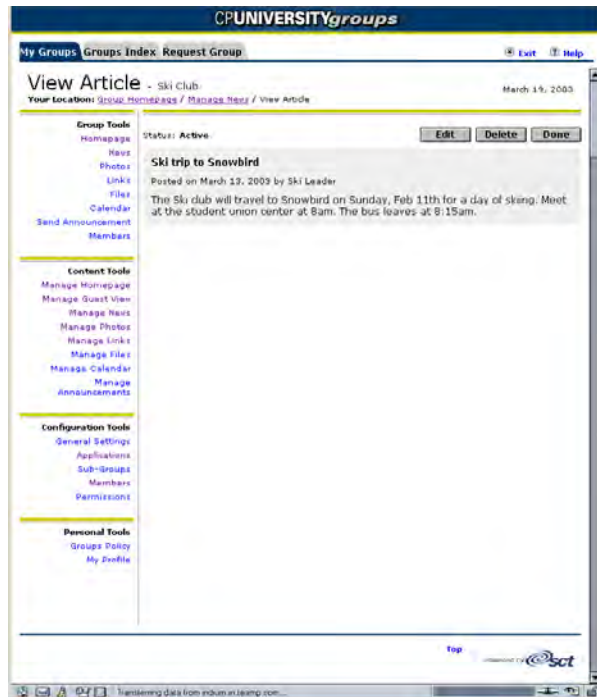 CPUNIVERSITYgroups
My Groups Groups Index Request Group
Exit Help
View Article - Ski Club
March 19, 2003
Your Location: Group Homepage / Manage News / View Article
Group Tools
Homepage
News
Photos
Links
Files
Calendar
Send Announcement
Members
Content Tools
Manage Homepage
Manage Guest View
Manage News
Manage Photos
Manage Links
Manage Files
Manage Calendar
Manage
Announcements
Configuration Tools
General Settings
Applications
Sub-Groups
Members
Permissions
Personal Tools
Groups Policy
My Profile
Status: Active
Edit Delete Done
Ski trip to Snowbird
Posted on March 13, 2003 by Ski Leader
The Ski club will travel to Snowbird on Sunday, Feb 11th for a day of skiing. Meet
at the student union center at 8am. The bus leaves at 8:15am.
Top
sct
Transferring data from